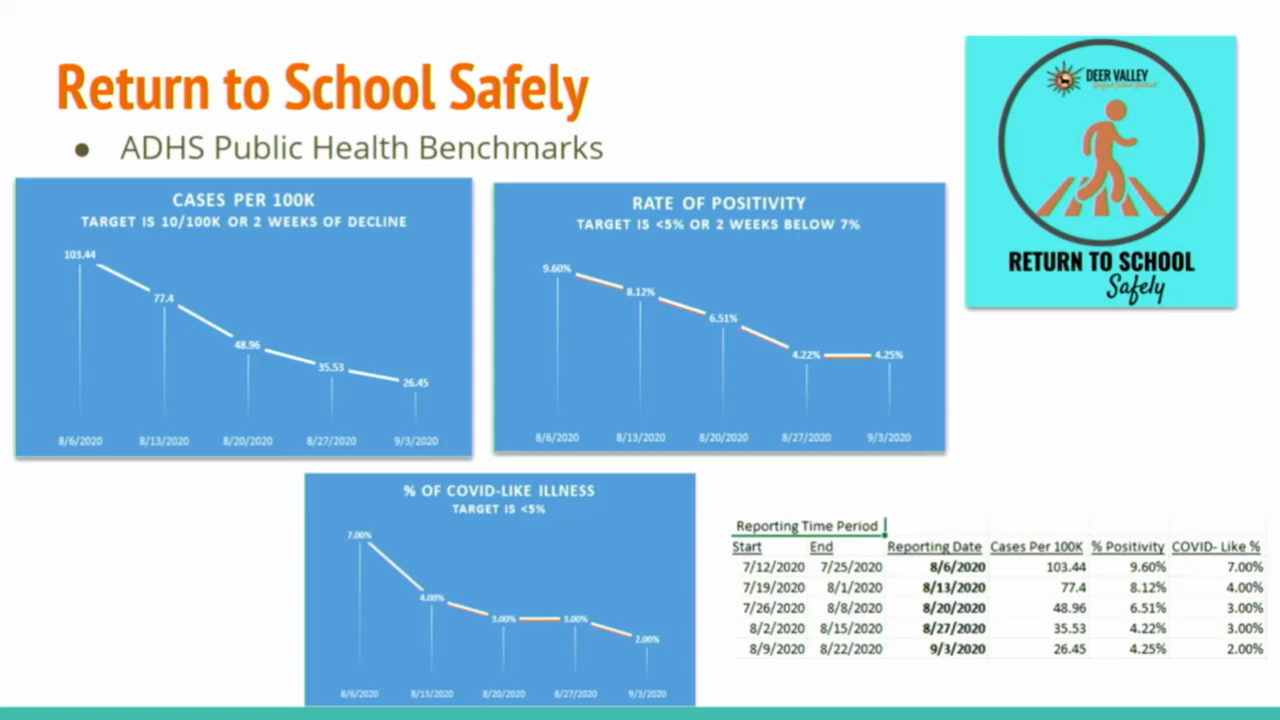 Return to School Safely
● ADHS Public Health Benchmarks
DEER VALLEY
Unified School District
RETURN TO SCHOOL
Safely
CASES PER 100K
TARGET IS 10/100K OR 2 WEEKS OF DECLINE
103.44
77.4
48.96
35.53
26.45
8/6/2020 8/13/2020 8/20/2020 8/27/2020 9/3/2020
RATE OF POSITIVITY
TARGET IS <5% OR 2 WEEKS BELOW 7%
9.60%
8.12%
6.51%
4.22% 4.25%
8/6/2020 8/13/2020 8/20/2020 8/27/2020 9/3/2020
% OF COVID-LIKE ILLNESS
TARGET IS <5%
7.00%
4.00%
3.00% 3.00%
2.00%
8/6/2020 8/13/2020 8/20/2020 8/27/2020 9/3/2020
Reporting Time Period
Start End Reporting Date Cases Per 100K % Positivity COVID- Like %
7/12/2020 7/25/2020 8/6/2020 103.44 9.60% 7.00%
7/19/2020 8/1/2020 8/13/2020 77.4 8.12% 4.00%
7/26/2020 8/8/2020 8/20/2020 48.96 6.51% 3.00%
8/2/2020 8/15/2020 8/27/2020 35.53 4.22% 3.00%
8/9/2020 8/22/2020 9/3/2020 26.45 4.25% 2.00%